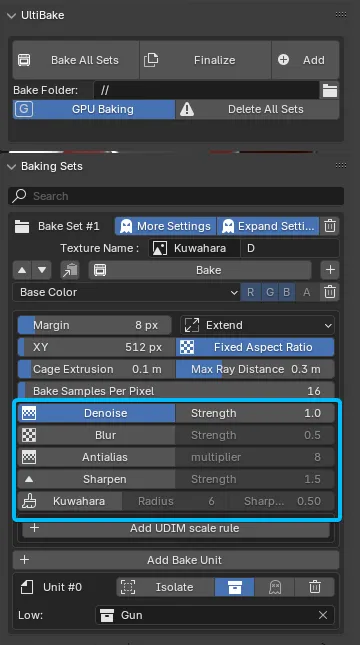 UltiBake
Bake All Sets Finalize Add
Bake Folder: //
G GPU Baking Delete All Sets
Baking Sets
Search
Bake Set #1 More Settings Expand Setti...
Texture Name : Kuwahara D
Bake
Base Color R G B A
Margin 8 px Extend
XY 512 px Fixed Aspect Ratio
Cage Extrusion 0.1 m Max Ray Distance 0.3 m
Bake Samples Per Pixel 16
Denoise Strength 1.0
Blur Strength 0.5
Antialias multiplier 8
Sharpen Strength 1.5
Kuwahara Radius 6 Sharp... 0.50
Add UDIM scale rule
Add Bake Unit
Unit #0 Isolate
Low: Gun